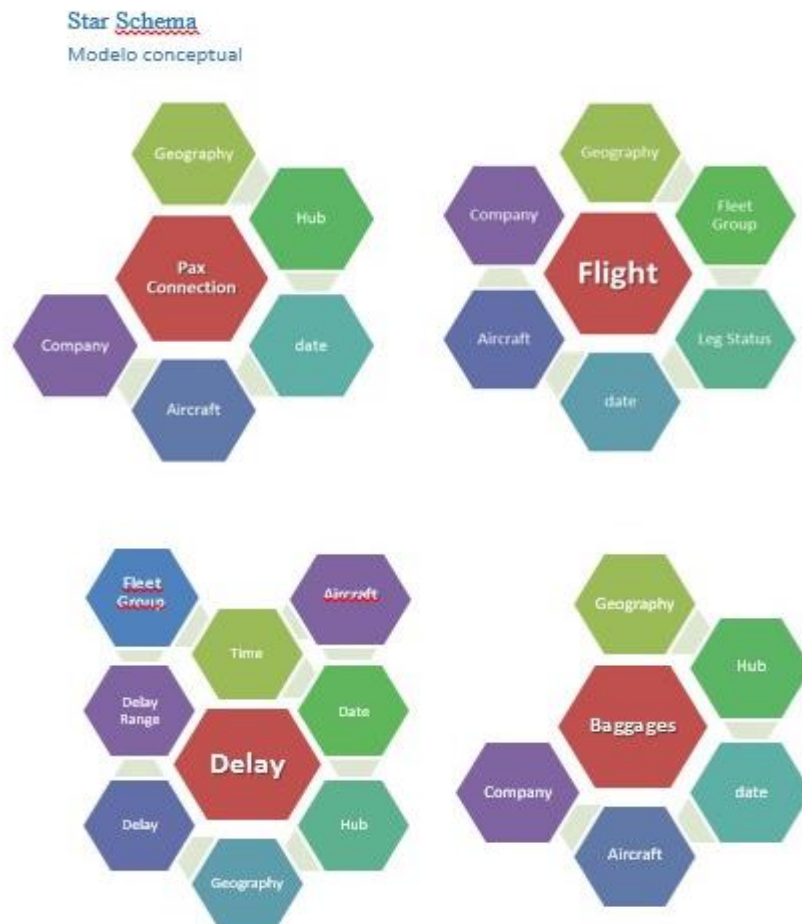 Star Schema
Modelo conceptual
Geography
Hub
Pax
Connection
Company
date
Aircraft
Geography
Company
Fleet
Group
Flight
Aircraft
Leg Status
date
Fleet
Group
Aircraft
Time
Delay
Range
Date
Delay
Delay
Hub
Geography
Geography
Hub
Baggages
Company
date
Aircraft